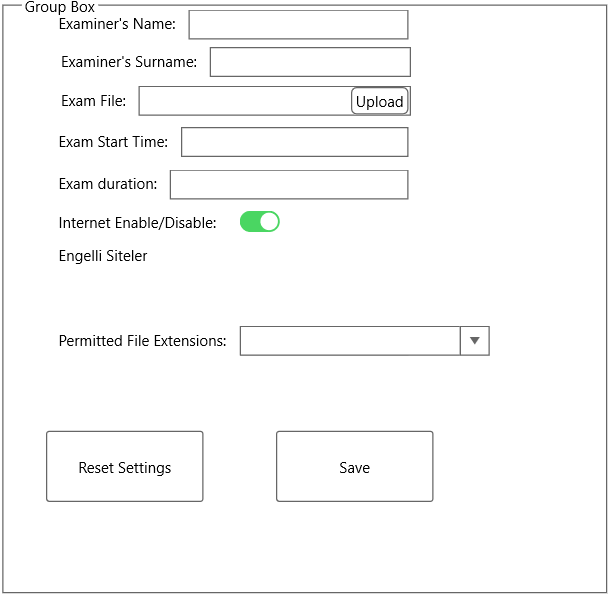 Group Box
Examiner's Name:
Examiner's Surname:
Exam File:
Upload
Exam Start Time:
Exam duration:
Internet Enable/Disable:
Engelli Siteler
Permitted File Extensions:
Reset Settings
Save